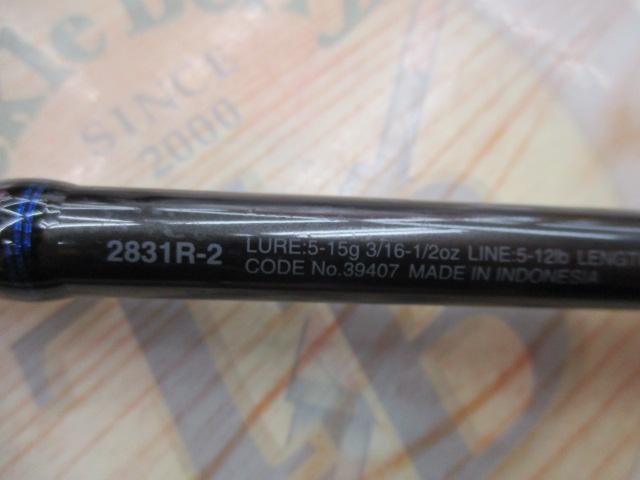 SINCE
2000
2831R-2 LURE:5-15g 3/16-1/2oz LINE:5-12lb LENGT
CODE No.39407 MADE IN INDONESIA